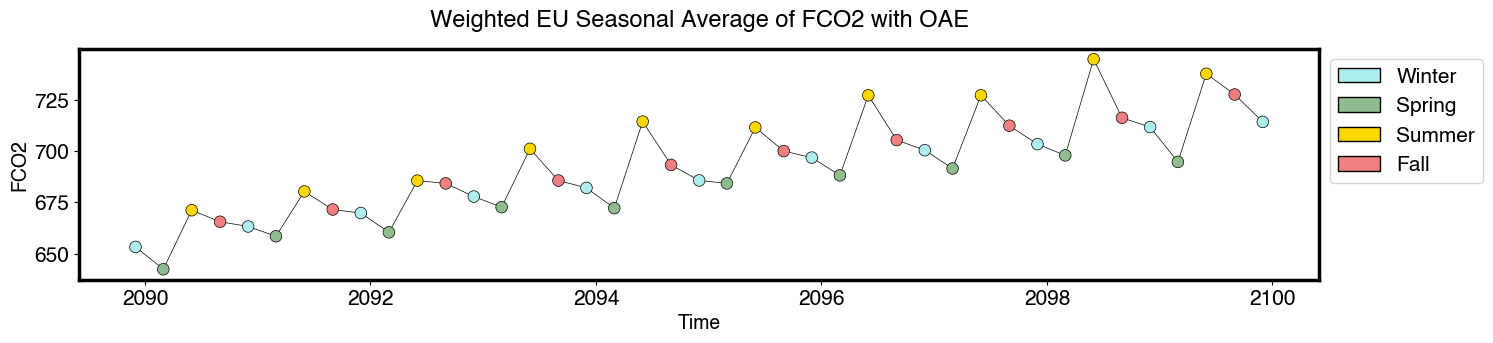 Weighted EU Seasonal Average of FCO2 with OAE
FCO2
725
700
675
650
2090
2092
2094
2096
2098
2100
Time
Winter
Spring
Summer
Fall